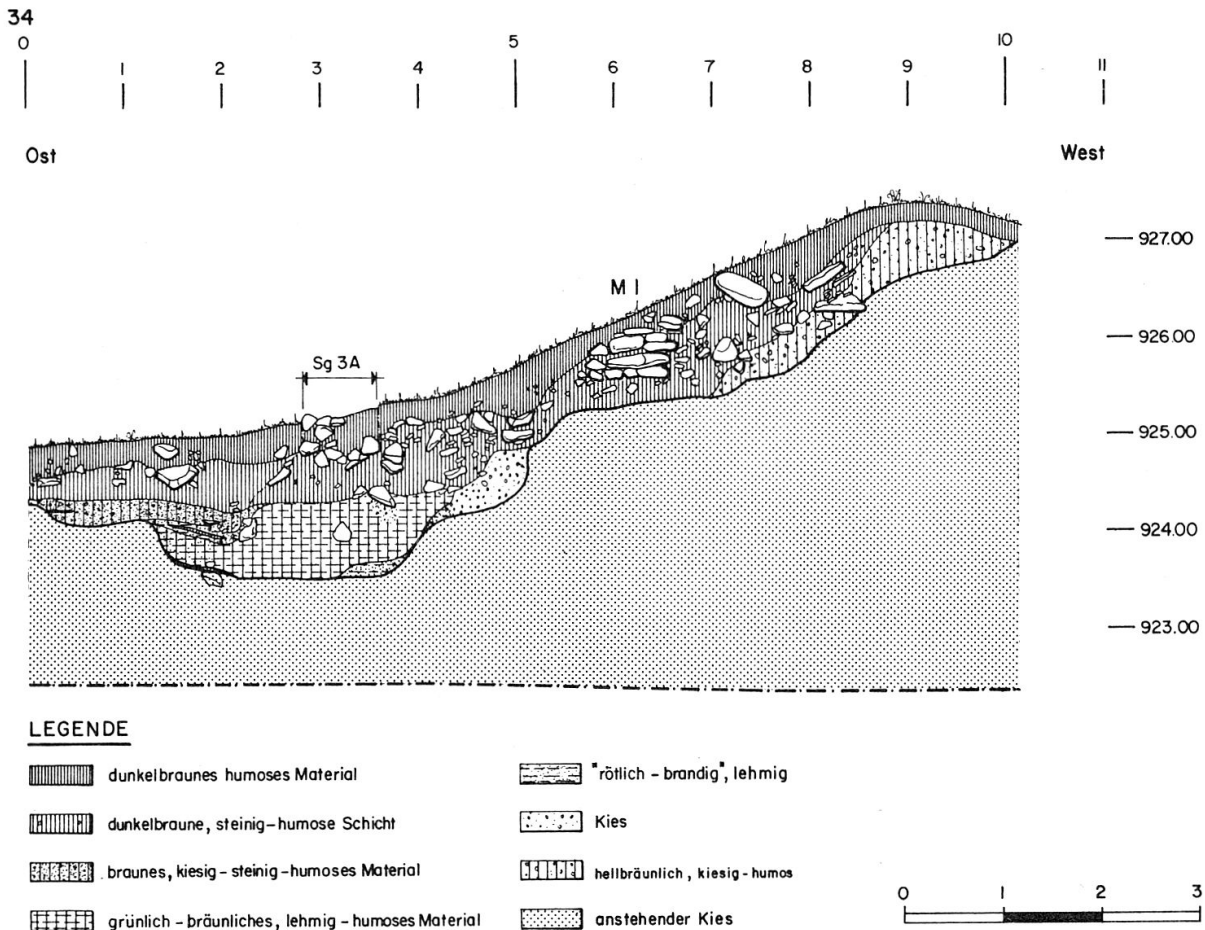 34
0 5 10
1 2 3 4 6 7 8 9 11
Ost West
927.00
M 1
926.00
Sg 3A
925.00
924.00
923.00
LEGENDE
dunkelbraunes humoses Material
dunkelbraune, steinig-humose Schicht
braunes, kiesig-steinig-humoses Material
grünlich-bräunliches, lehmig-humoses Material
"rötlich-brandig", lehmig
Kies
hellbräunlich, kiesig-humos
anstehender Kies
0 1 2 3